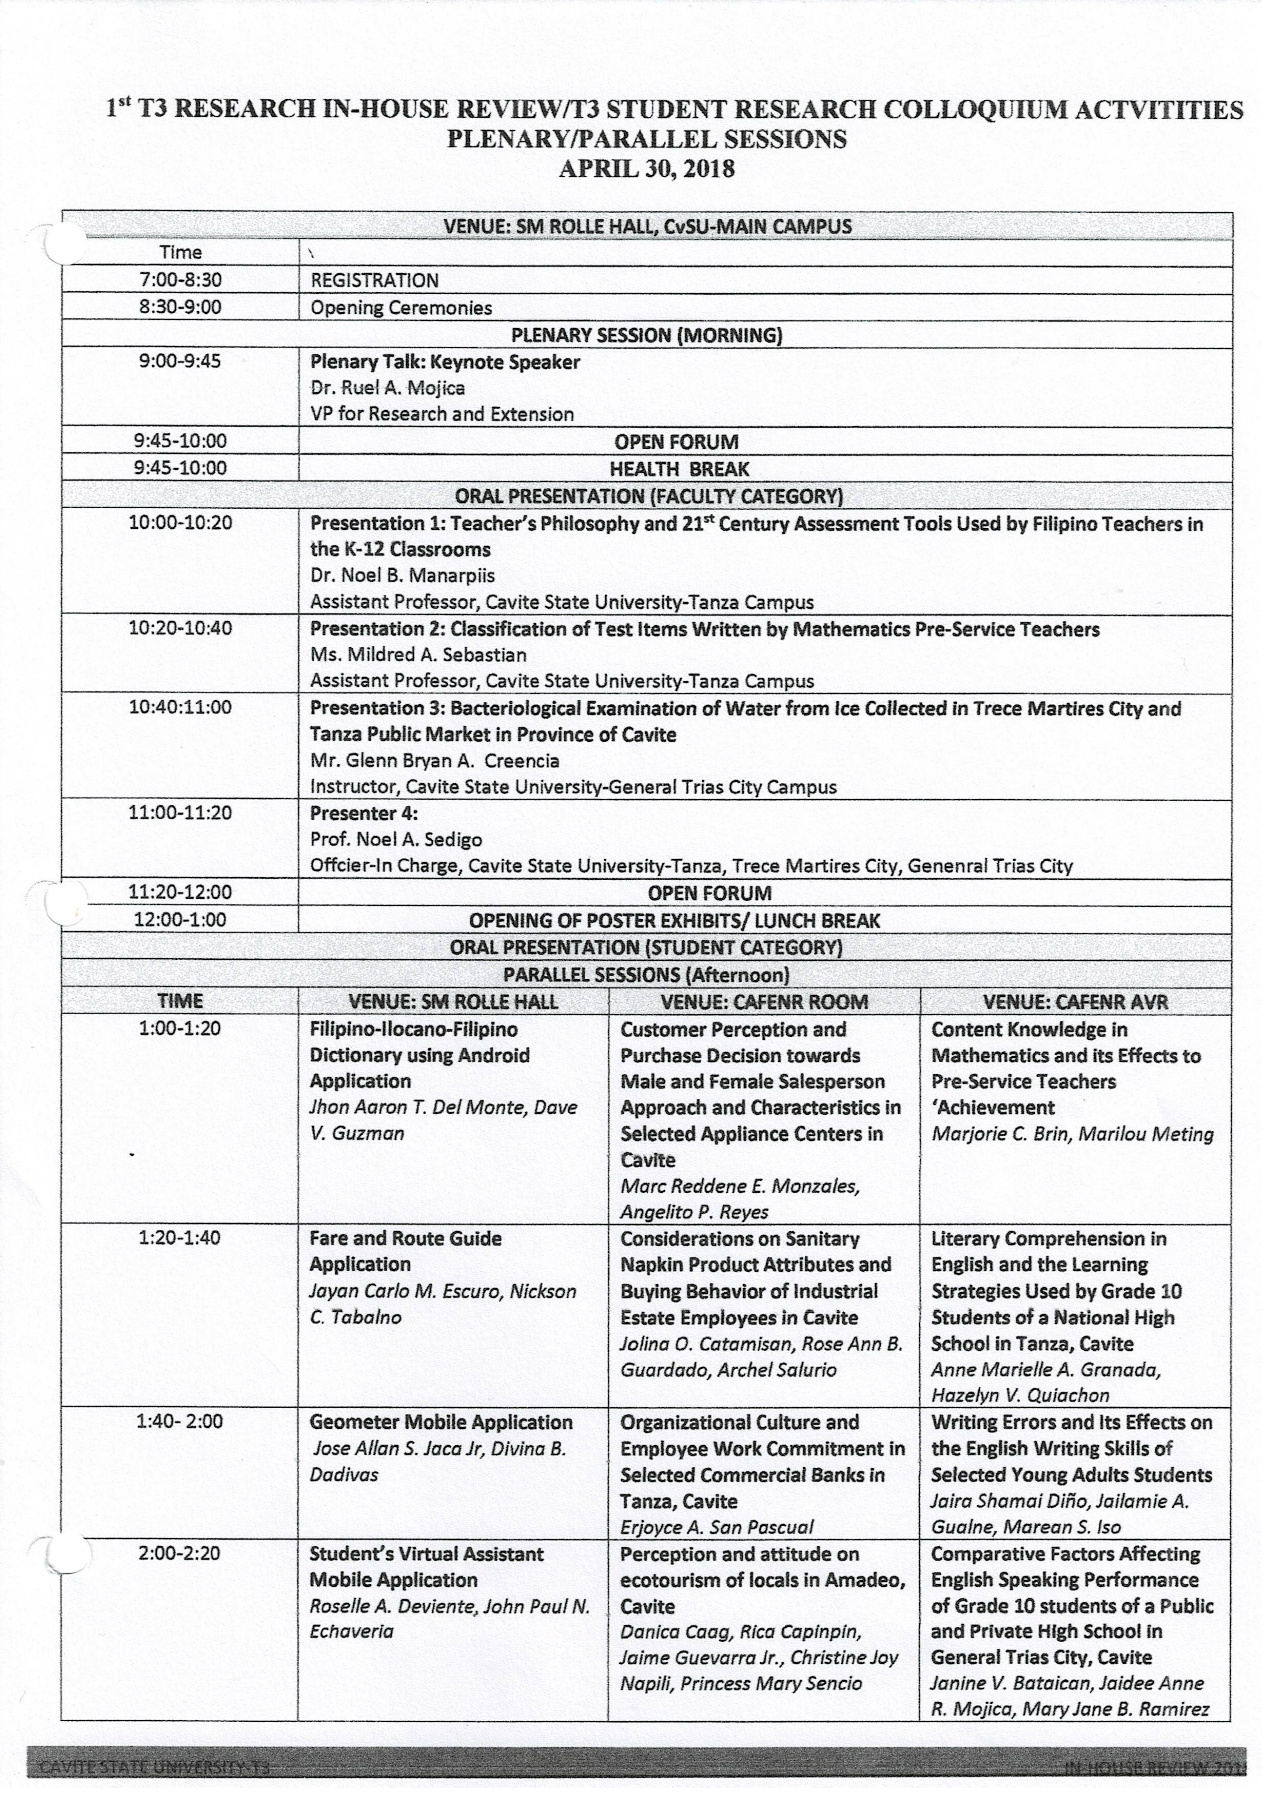 1st T3 RESEARCH IN-HOUSE REVIEW/T3 STUDENT RESEARCH COLLOQUIUM ACTVITITIES
PLENARY/PARALLEL SESSIONS
APRIL 30, 2018
VENUE: SM ROLLE HALL, CvSU-MAIN CAMPUS
Time \
7:00-8:30 REGISTRATION
8:30-9:00 Opening Ceremonies
PLENARY SESSION (MORNING)
9:00-9:45 Plenary Talk: Keynote Speaker
Dr. Ruel A. Mojica
VP for Research and Extension
9:45-10:00 OPEN FORUM
9:45-10:00 HEALTH BREAK
ORAL PRESENTATION (FACULTY CATEGORY)
10:00-10:20 Presentation 1: Teacher's Philosophy and 21st Century Assessment Tools Used by Filipino Teachers in
the K-12 Classrooms
Dr. Noel B. Manarpiis
Assistant Professor, Cavite State University-Tanza Campus
10:20-10:40 Presentation 2: Classification of Test Items Written by Mathematics Pre-Service Teachers
Ms. Mildred A. Sebastian
Assistant Professor, Cavite State University-Tanza Campus
10:40:11:00 Presentation 3: Bacteriological Examination of Water from Ice Collected in Trece Martires City and
Tanza Public Market in Province of Cavite
Mr. Glenn Bryan A. Creencia
Instructor, Cavite State University-General Trias City Campus
11:00-11:20 Presenter 4:
Prof. Noel A. Sedigo
Offcier-In Charge, Cavite State University-Tanza, Trece Martires City, Genenral Trias City
11:20-12:00 OPEN FORUM
12:00-1:00 OPENING OF POSTER EXHIBITS/ LUNCH BREAK
ORAL PRESENTATION (STUDENT CATEGORY)
PARALLEL SESSIONS (Afternoon)
TIME VENUE: SM ROLLE HALL VENUE: CAFENR ROOM VENUE: CAFENR AVR
1:00-1:20
Filipino-Ilocano-Filipino
Dictionary using Android
Application
Jhon Aaron T. Del Monte, Dave
V. Guzman
Customer Perception and
Purchase Decision towards
Male and Female Salesperson
Approach and Characteristics in
Selected Appliance Centers in
Cavite
Marc Reddene E. Monzales,
Angelito P. Reyes
Content Knowledge in
Mathematics and its Effects to
Pre-Service Teachers
'Achievement
Marjorie C. Brin, Marilou Meting
1:20-1:40
Fare and Route Guide
Application
Jayan Carlo M. Escuro, Nickson
C. Tabalno
Considerations on Sanitary
Napkin Product Attributes and
Buying Behavior of Industrial
Estate Employees in Cavite
Jolina O. Catamisan, Rose Ann B.
Guardado, Archel Salurio
Literary Comprehension in
English and the Learning
Strategies Used by Grade 10
Students of a National High
School in Tanza, Cavite
Anne Marielle A. Granada,
Hazelyn V. Quiachon
1:40- 2:00
Geometer Mobile Application
Jose Allan S. Jaca Jr, Divina B.
Dadivas
Organizational Culture and
Employee Work Commitment in
Selected Commercial Banks in
Tanza, Cavite
Erjoyce A. San Pascual
Writing Errors and Its Effects on
the English Writing Skills of
Selected Young Adults Students
Jaira Shamai Diño, Jailamie A.
Gualne, Marean S. Iso
2:00-2:20
Student's Virtual Assistant
Mobile Application
Roselle A. Deviente, John Paul N.
Echaveria
Perception and attitude on
ecotourism of locals in Amadeo,
Cavite
Danica Caag, Rica Capinpin,
Jaime Guevarra Jr., Christine Joy
Napili, Princess Mary Sencio
Comparative Factors Affecting
English Speaking Performance
of Grade 10 students of a Public
and Private High School in
General Trias City, Cavite
Janine V. Bataican, Jaidee Anne
R. Mojica, Mary Jane B. Ramirez
CAVITE STATE UNIVERSITY-T3 IN-HOUSE REVIEW 2018